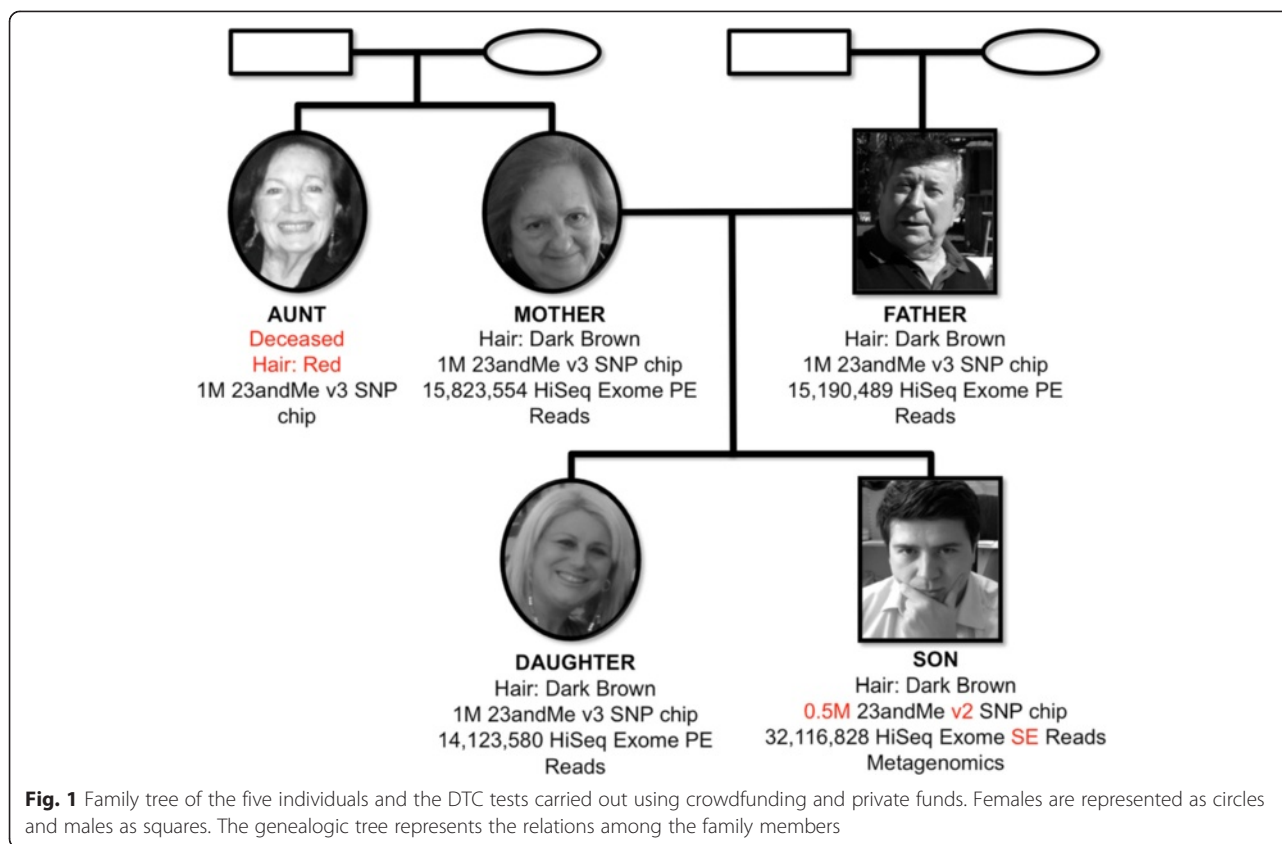 AUNT
Deceased
Hair: Red
1M 23andMe v3 SNP
chip
MOTHER
Hair: Dark Brown
1M 23andMe v3 SNP chip
15,823,554 HiSeq Exome PE
Reads
FATHER
Hair: Dark Brown
1M 23andMe v3 SNP chip
15,190,489 HiSeq Exome PE
Reads
DAUGHTER
Hair: Dark Brown
1M 23andMe v3 SNP chip
14,123,580 HiSeq Exome PE
Reads
SON
Hair: Dark Brown
0.5M 23andMe v2 SNP chip
32,116,828 HiSeq Exome SE Reads
Metagenomics
Fig. 1 Family tree of the five individuals and the DTC tests carried out using crowdfunding and private funds. Females are represented as circles
and males as squares. The genealogic tree represents the relations among the family members